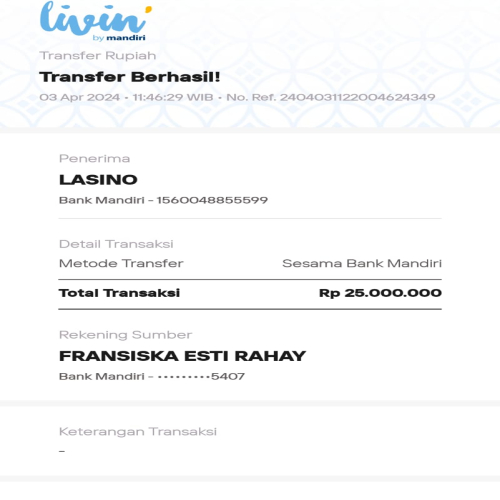 livin'
by mandiri
Transfer Rupiah
Transfer Berhasil!
03 Apr 2024 • 11:46:29 WIB • No. Ref. 2404031122004624349
Penerima
LASINO
Bank Mandiri - 1560048855599
Detail Transaksi
Metode Transfer Sesama Bank Mandiri
Total Transaksi Rp 25.000.000
Rekening Sumber
FRANSISKA ESTI RAHAY
Bank Mandiri - •••••••••5407
Keterangan Transaksi
-